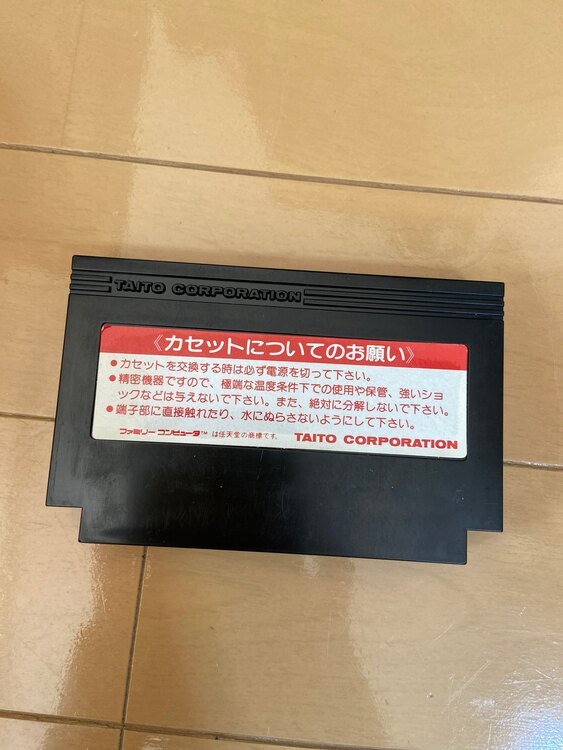 TAITO CORPORATION
《カセットについてのお願い》
●カセットを交換する時は必ず電源を切って下さい。
●精密機器ですので、極端な温度条件下での使用や保管、強いショ
ックなどは与えないで下さい。また、絶対に分解しないで下さい。
●端子部に直接触れたり、水にぬらさないようにして下さい。
ファミリーコンピュータ™は任天堂の商標です。 TAITO CORPORATION